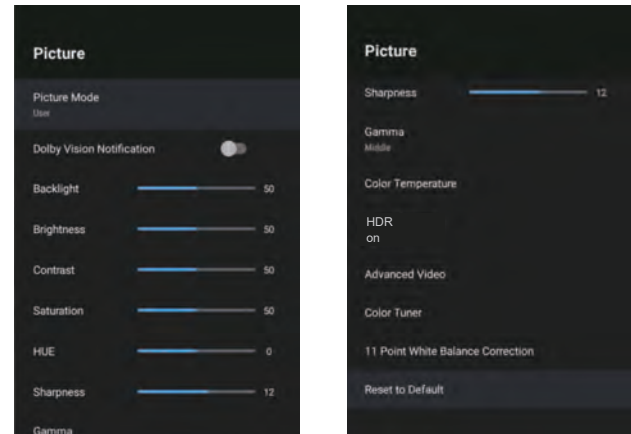 Picture
Picture Mode
User
Dolby Vision Notification
Backlight 50
Brightness 50
Contrast 50
Saturation 50
HUE 0
Sharpness 12
Gamma
Picture
Sharpness 12
Gamma
Middle
Color Temperature
HDR
on
Advanced Video
Color Tuner
11 Point White Balance Correction
Reset to Default